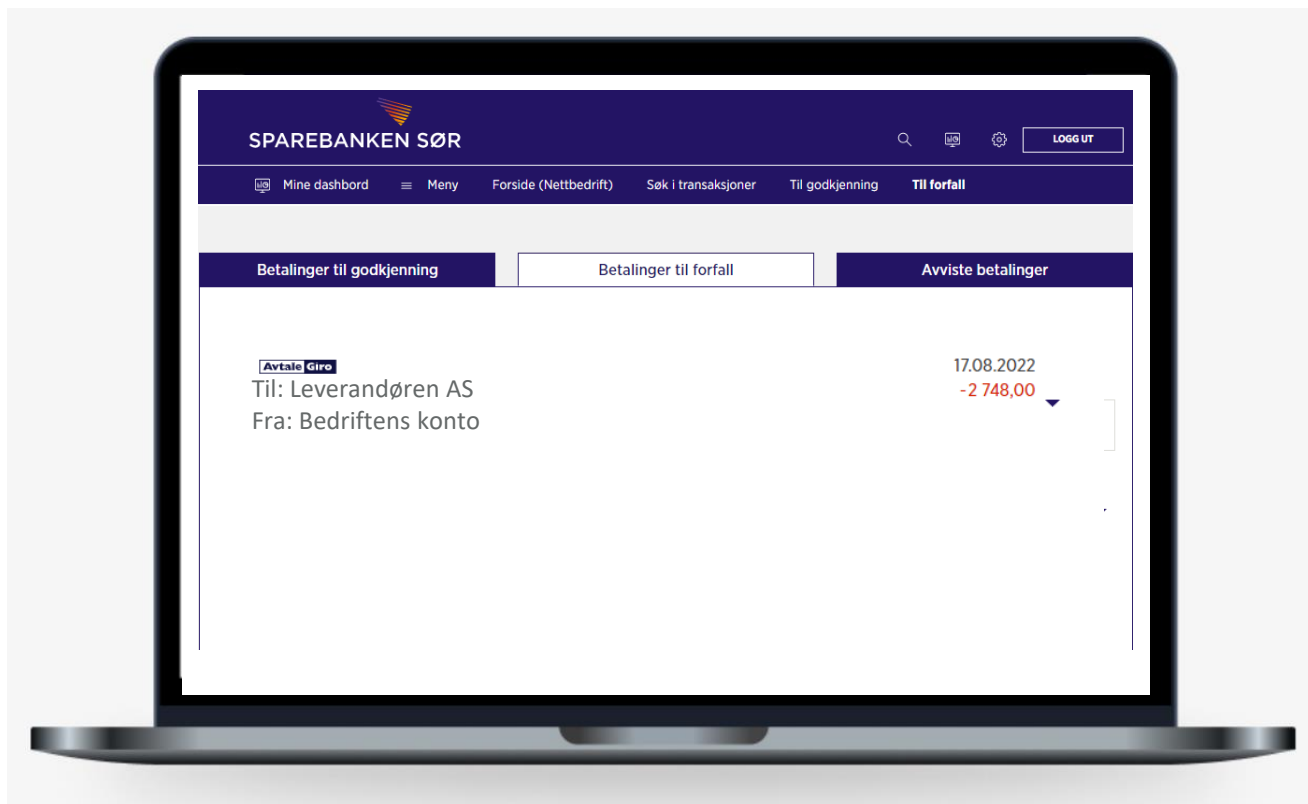 SPAREBANKEN SØR
LOGG UT
Mine dashbord Meny Forside (Nettbedrift) Søk i transaksjoner Til godkjenning Til forfall
Betalinger til godkjenning Betalinger til forfall Avviste betalinger
Avtale Giro 17.08.2022
Til: Leverandøren AS -2 748,00
Fra: Bedriftens konto